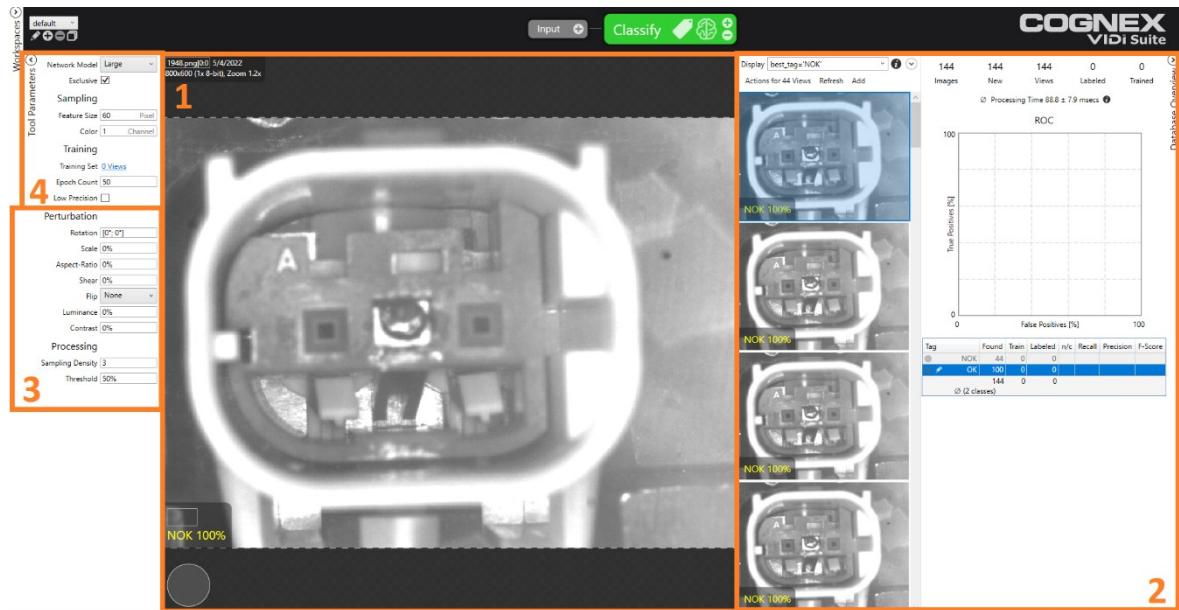 Workspaces
default
Input
Classify
COGNEX
VIDI Suite
Tool Parameters
Network Model Large
Exclusive
Sampling
Feature Size 60 Pixel
Color 1 Channel
Training
Training Set 0 Views
Epoch Count 50
Low Precision
4
Perturbation
Rotation [0°; 0°]
Scale 0%
Aspect-Ratio 0%
Shear 0%
Flip None
Luminance 0%
Contrast 0%
Processing
Sampling Density 3
Threshold 50%
3
1948.png[0:0 5/4/2022
800x600 (1x 8-bit), Zoom 1.2x
1
A
NOK 100%
Display best_tag='NOK'
Actions for 44 Views Refresh Add
A
NOK 100%
A
NOK 100%
A
NOK 100%
A
NOK 100%
Database Overview
144 144 144 0 0
Images New Views Labeled Trained
∅ Processing Time 88.8 ± 7.9 msecs
ROC
100
True Positives [%]
0
0 False Positives [%] 100
Tag Found Train Labeled n/c Recall Precision F-Score
NOK 44 0 0
OK 100 0 0
144 0 0
∅ (2 classes)
2